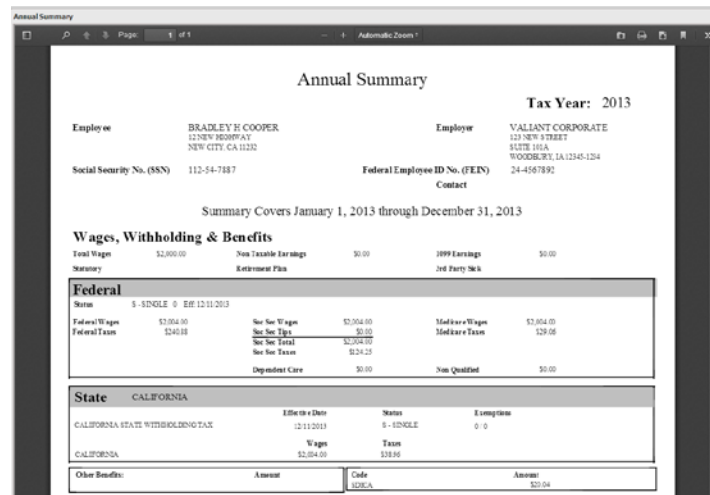 Annual Summary
Page: 1 of 1 Automatic Zoom
Annual Summary
Tax Year: 2013
Employee BRADLEY H COOPER Employer VALIANT CORPORATE
12 NEW HIGHWAY 123 NEW STREET
NEW CITY, CA 11232 SUITE 101A
WOODBURY, IA 12345-1234
Social Security No. (SSN) 112-54-7887 Federal Employee ID No. (FEIN) 24-4567892
Contact
Summary Covers January 1, 2013 through December 31, 2013
Wages, Withholding & Benefits
Total Wages $2,000.00 Non Taxable Earnings $0.00 1099 Earnings $0.00
Statutory Retirement Plan 3rd Party Sick
Federal
Status S - SINGLE 0 Eff: 12/11/2013
Federal Wages $2,004.00 Soc Sec Wages $2,004.00 Medicare Wages $2,004.00
Federal Taxes $240.88 Soc Sec Tips $0.00 Medicare Taxes $29.06
Soc Sec Total $2,004.00
Soc Sec Taxes $124.25
Dependent Care $0.00 Non Qualified $0.00
State CALIFORNIA
Effective Date Status Exemptions
CALIFORNIA STATE WITHHOLDING TAX 12/11/2013 S - SINGLE 0 / 0
Wages Taxes
CALIFORNIA $2,004.00 $38.96
Other Benefits: Amount Code Amount
SDICA $20.04